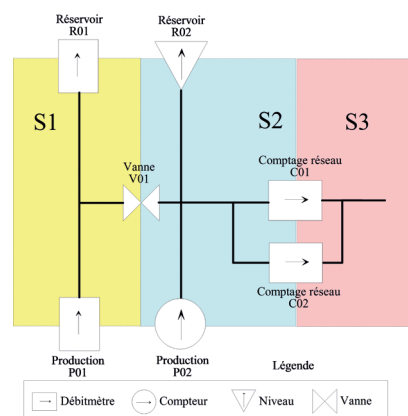 Réservoir
R01
Réservoir
R02
S1
S2
S3
Vanne
V01
Comptage réseau
C01
Comptage réseau
C02
Production
P01
Production
P02
Légende
Débitmètre
Compteur
Niveau
Vanne